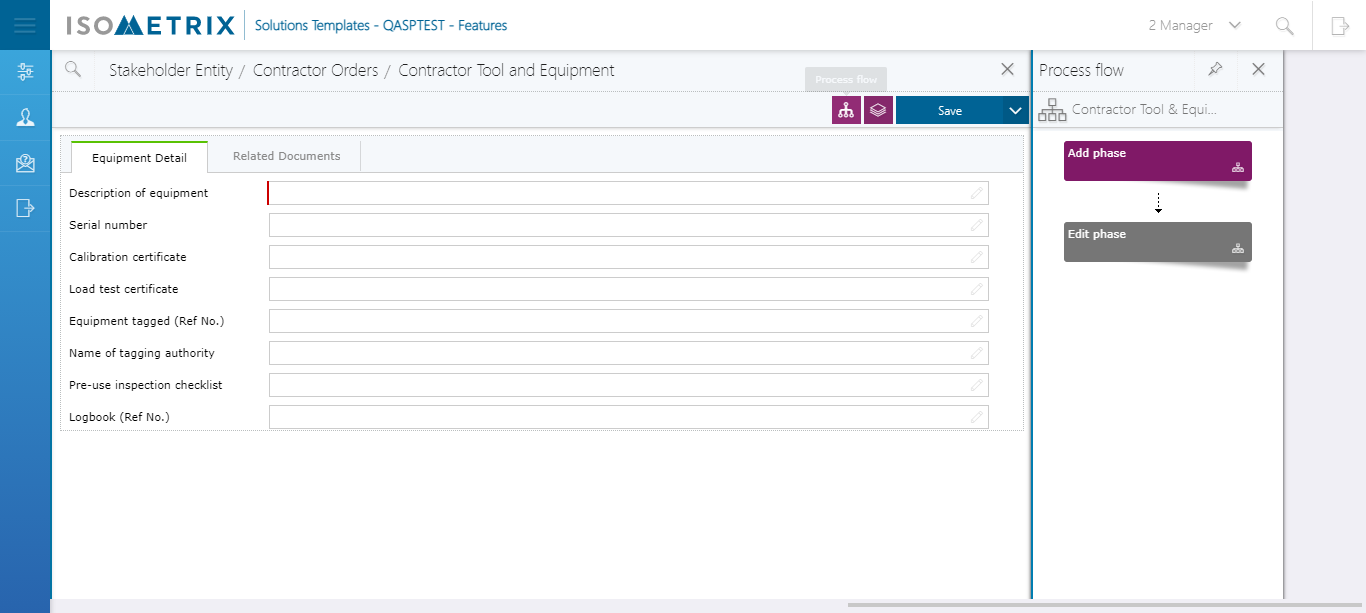 ISOMETRIX
Solutions Templates - QASPTEST - Features
2 Manager
Stakeholder Entity / Contractor Orders / Contractor Tool and Equipment
Process flow
Process flow
Save
Contractor Tool & Equi...
Equipment Detail
Related Documents
Description of equipment
Serial number
Calibration certificate
Load test certificate
Equipment tagged (Ref No.)
Name of tagging authority
Pre-use inspection checklist
Logbook (Ref No.)
Add phase
Edit phase